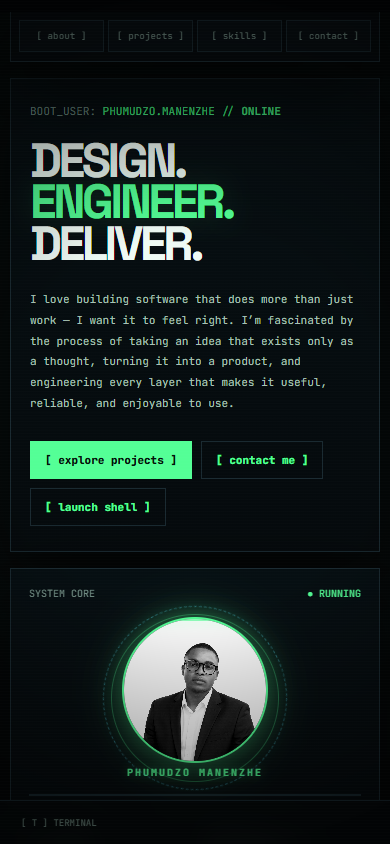 [ about ]
[ projects ]
[ skills ]
[ contact ]
BOOT_USER: PHUMUDZO.MANENZHE // ONLINE
DESIGN.
ENGINEER.
DELIVER.
I love building software that does more than just
work — I want it to feel right. I’m fascinated by
the process of taking an idea that exists only as
a thought, turning it into a product, and
engineering every layer that makes it useful,
reliable, and enjoyable to use.
[ explore projects ]
[ contact me ]
[ launch shell ]
SYSTEM CORE
● RUNNING
PHUMUDZO MANENZHE
[ T ] TERMINAL